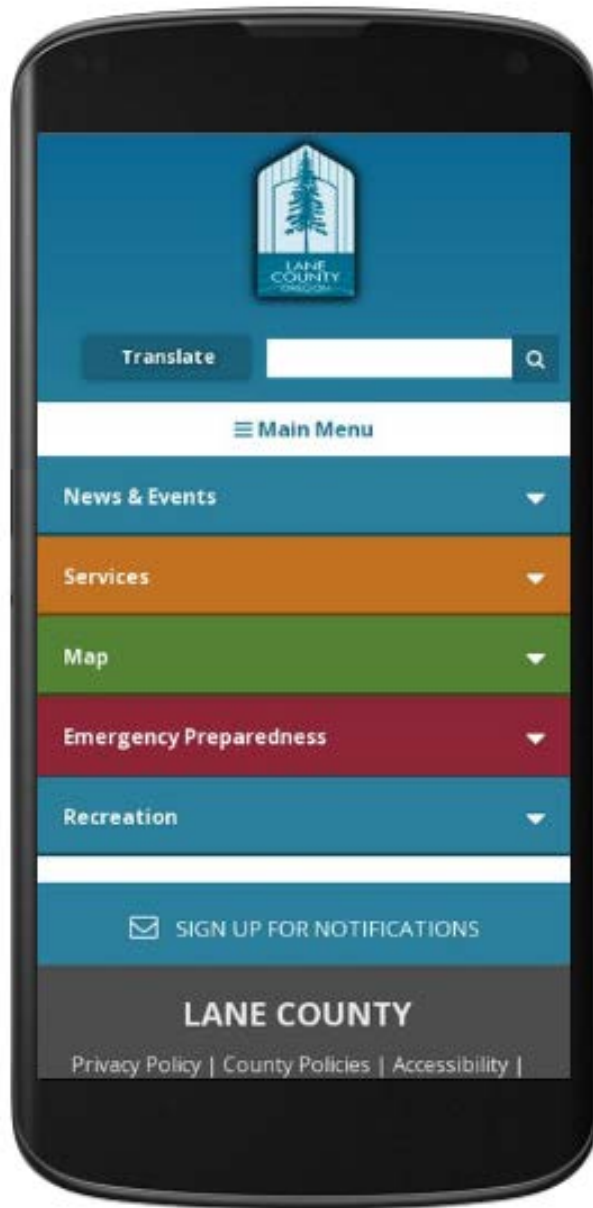 LANE
COUNTY
OREGON
Translate
Main Menu
News & Events
Services
Map
Emergency Preparedness
Recreation
SIGN UP FOR NOTIFICATIONS
LANE COUNTY
Privacy Policy | County Policies | Accessibility |